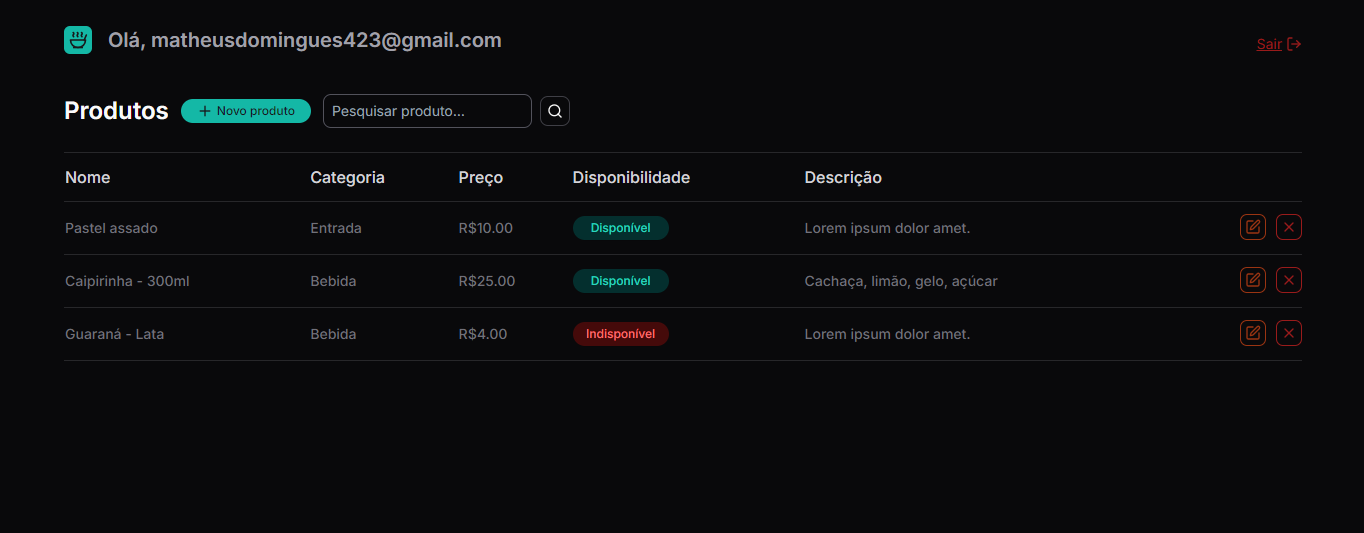 Olá, matheusdomingues423@gmail.com
Sair
Produtos + Novo produto Pesquisar produto...
Nome Categoria Preço Disponibilidade Descrição
Pastel assado Entrada R$10.00 Disponível Lorem ipsum dolor amet.
Caipirinha - 300ml Bebida R$25.00 Disponível Cachaça, limão, gelo, açúcar
Guaraná - Lata Bebida R$4.00 Indisponível Lorem ipsum dolor amet.